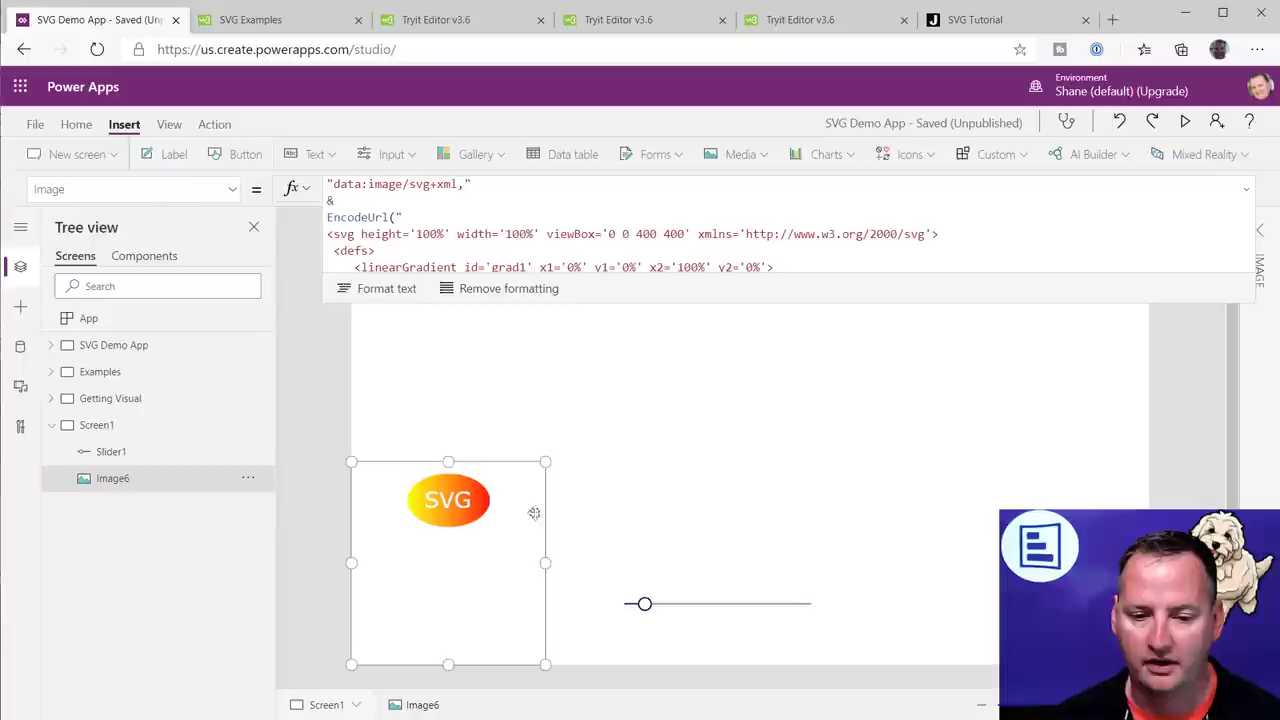 SVG Demo App - Saved (Unp
SVG Examples
Tryit Editor v3.6
Tryit Editor v3.6
Tryit Editor v3.6
SVG Tutorial
https://us.create.powerapps.com/studio/
Power Apps
Environment
Shane (default) (Upgrade)
File Home Insert View Action
SVG Demo App - Saved (Unpublished)
New screen Label Button Text Input Gallery Data table Forms Media Charts Icons Custom AI Builder Mixed Reality
Image = fx
"data:image/svg+xml,"
&
EncodeUrl("
<svg height='100%' width='100%' viewBox='0 0 400 400' xmlns='http://www.w3.org/2000/svg'>
<defs>
<linearGradient id='grad1' x1='0%' y1='0%' x2='100%' y2='0%'>
Format text Remove formatting
Tree view
Screens Components
Search
App
SVG Demo App
Examples
Getting Visual
Screen1
Slider1
Image6
SVG
IMAGE
Screen1 Image6